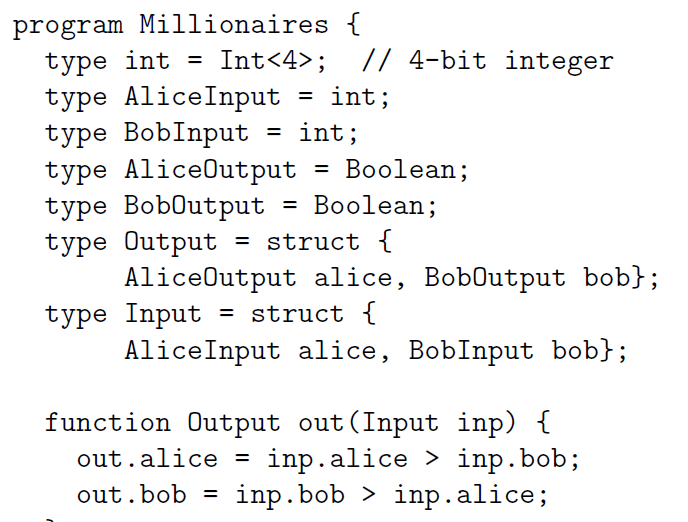 program Millionaires {
  type int = Int<4>;  // 4-bit integer
  type AliceInput = int;
  type BobInput = int;
  type AliceOutput = Boolean;
  type BobOutput = Boolean;
  type Output = struct {
       AliceOutput alice, BobOutput bob};
  type Input = struct {
       AliceInput alice, BobInput bob};

  function Output out(Input inp) {
    out.alice = inp.alice > inp.bob;
    out.bob = inp.bob > inp.alice;